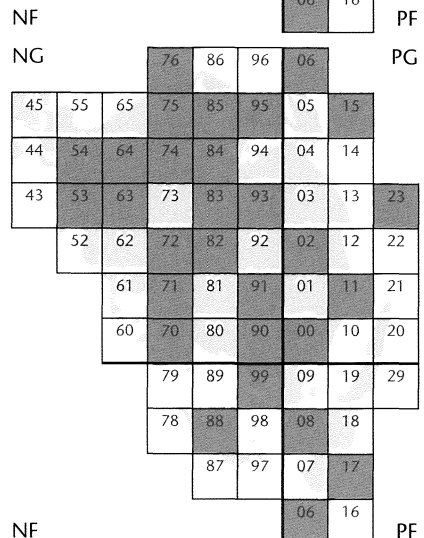 06 16
NF PF
NG PG
76 86 96 06
45 55 65 75 85 95 05 15
44 54 64 74 84 94 04 14
43 53 63 73 83 93 03 13 23
52 62 72 82 92 02 12 22
61 71 81 91 01 11 21
60 70 80 90 00 10 20
79 89 99 09 19 29
78 88 98 08 18
87 97 07 17
06 16
NF PF